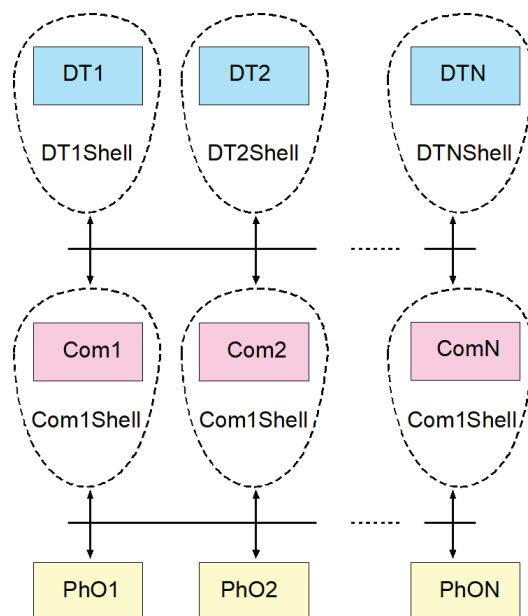 DT1 DT2 DTN
DT1Shell DT2Shell DTNShell
Com1 Com2 ComN
Com1Shell Com1Shell Com1Shell
PhO1 PhO2 PhON